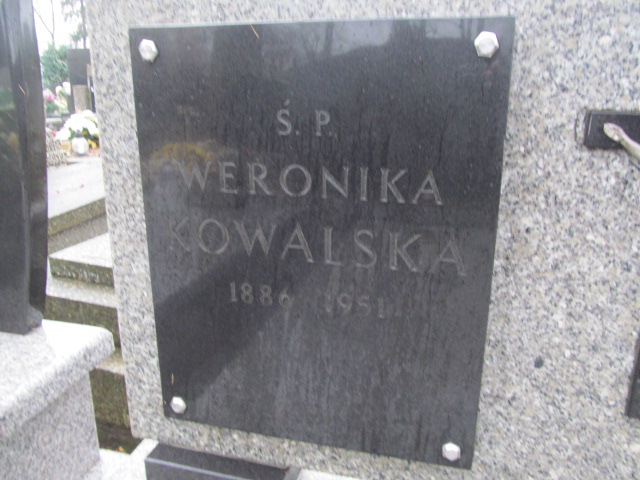 Ś. P.
WERONIKA
KOWALSKA
1886 1951